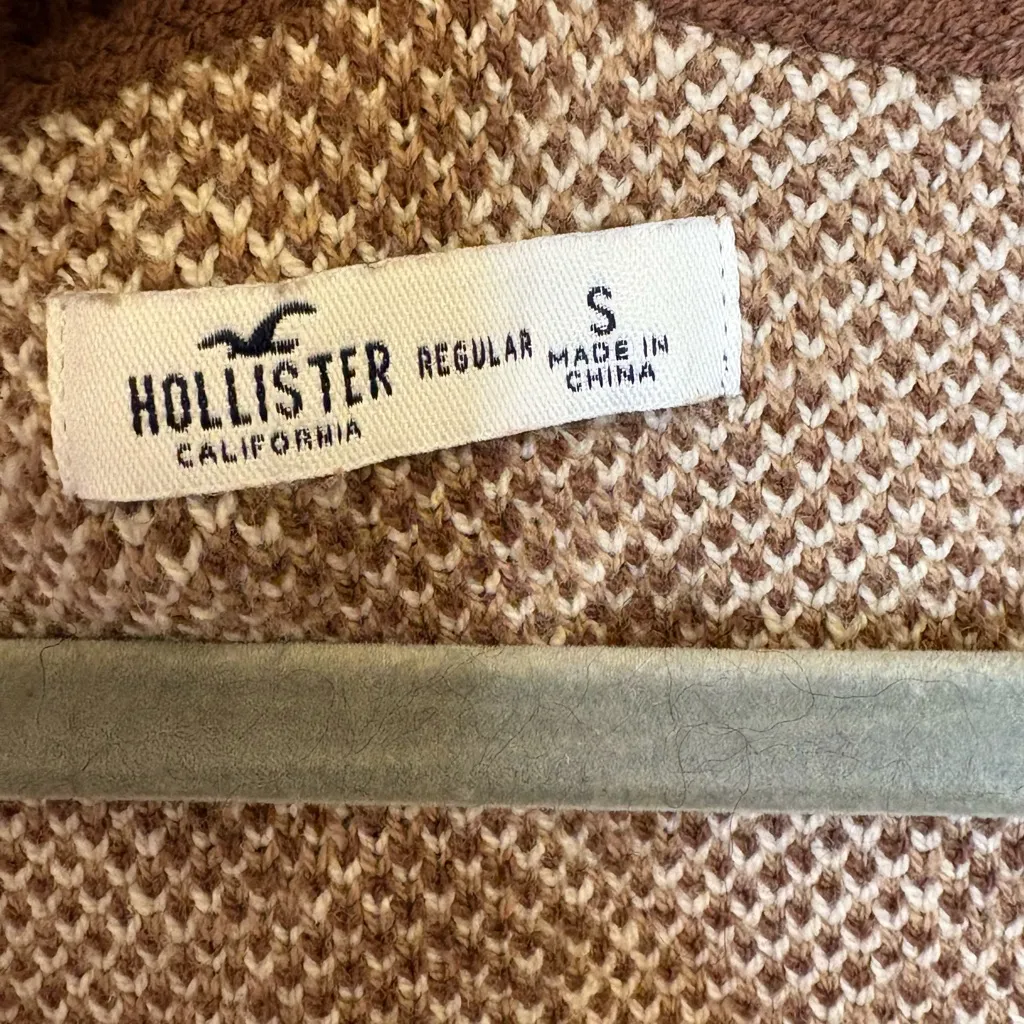 HOLLISTER
CALIFORNIA
REGULAR
S
MADE IN
CHINA